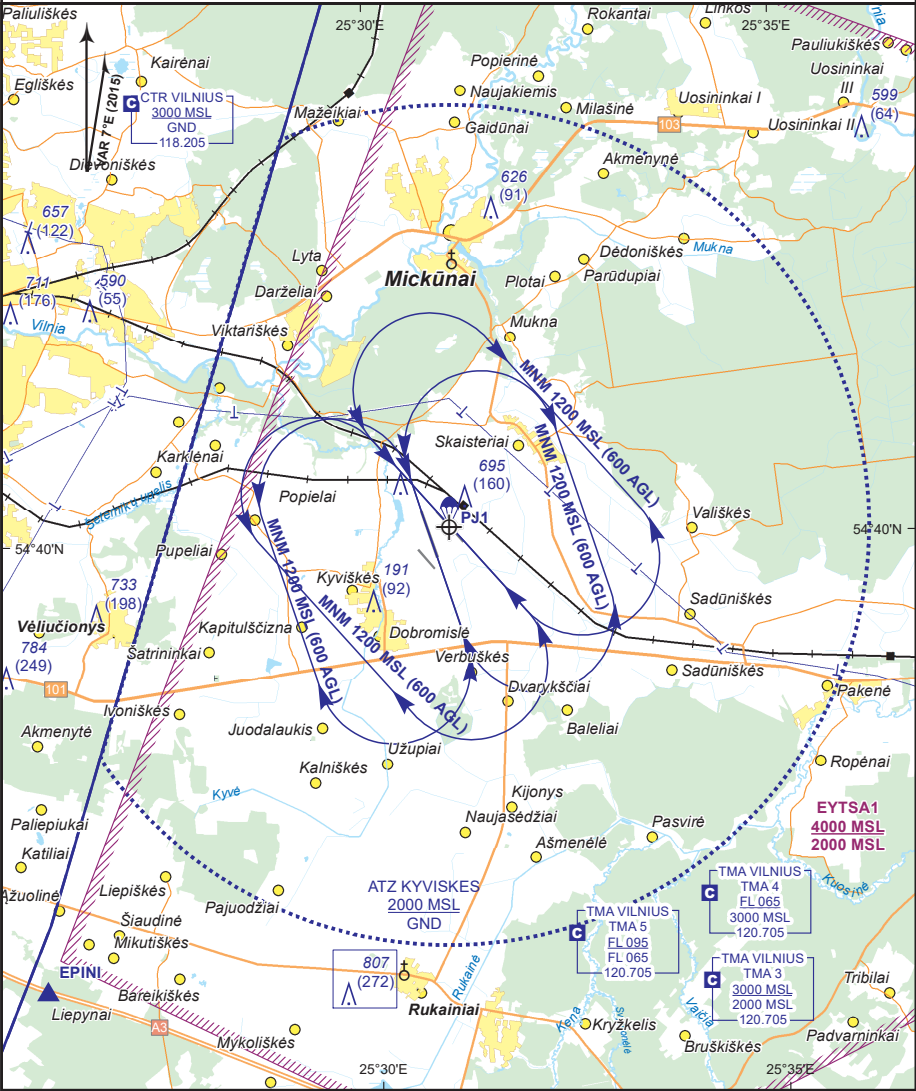 25°30'E
25°35'E
Paliuliškės
Rokantai
Linkos
Pauliukiškės
Kairėnai
Popierinė
Uosininkai
III
Egliškės
VAR 7°E (2015)
C
CTR VILNIUS
3000 MSL
GND
118.205
Naujakiemis
Uosininkai I
599
(64)
Mažeikiai
Milašinė
Gaidūnai
103
Uosininkai II
Dievoniškės
Akmenynė
626
(91)
657
(122)
Dėdoniškės
Mukna
Lyta
Mickūnai
Plotai
Parūdupiai
711
(176)
590
(55)
Darželiai
Vilnia
Viktariškės
Mukna
MNM 1200 MSL (600 AGL)
MNM 1200 MSL (600 AGL)
Skaisteriai
Karklėnai
695
(160)
Popielai
PJ1
Vališkės
54°40'N
54°40'N
Pupeliai
MNM 1200 MSL (600 AGL)
MNM 1200 MSL (600 AGL)
Kyviškės
191
(92)
733
(198)
Sadūniškės
Vėliučionys
Kapitulščizna
Dobromislė
784
(249)
Šatrininkai
Verbuškės
Sadūniškės
101
Dvarykščiai
Pakenė
Ivoniškės
Akmenytė
Juodalaukis
Baleliai
Užupiai
Kalniškės
Ropėnai
Kyvė
Kijonys
EYTSA1
4000 MSL
2000 MSL
Paliepiukai
Naujasėdžiai
Pasvirė
Katiliai
Ašmenėlė
Ažuolinė
Liepiškės
ATZ KYVISKES
2000 MSL
GND
C
TMA VILNIUS
TMA 4
FL 065
3000 MSL
120.705
Kuosinė
Pajuodžiai
Šiaudinė
Mikutiškės
C
TMA VILNIUS
TMA 5
FL 095
FL 065
120.705
EPINI
807
(272)
Rukainė
C
TMA VILNIUS
TMA 3
3000 MSL
2000 MSL
120.705
Tribilai
Bareikiškės
Liepynai
Rukainiai
Kena
Vaičia
A3
Mykoliškės
Kryžkelis
Bruškiškės
Padvarninkai
25°30'E
25°35'E